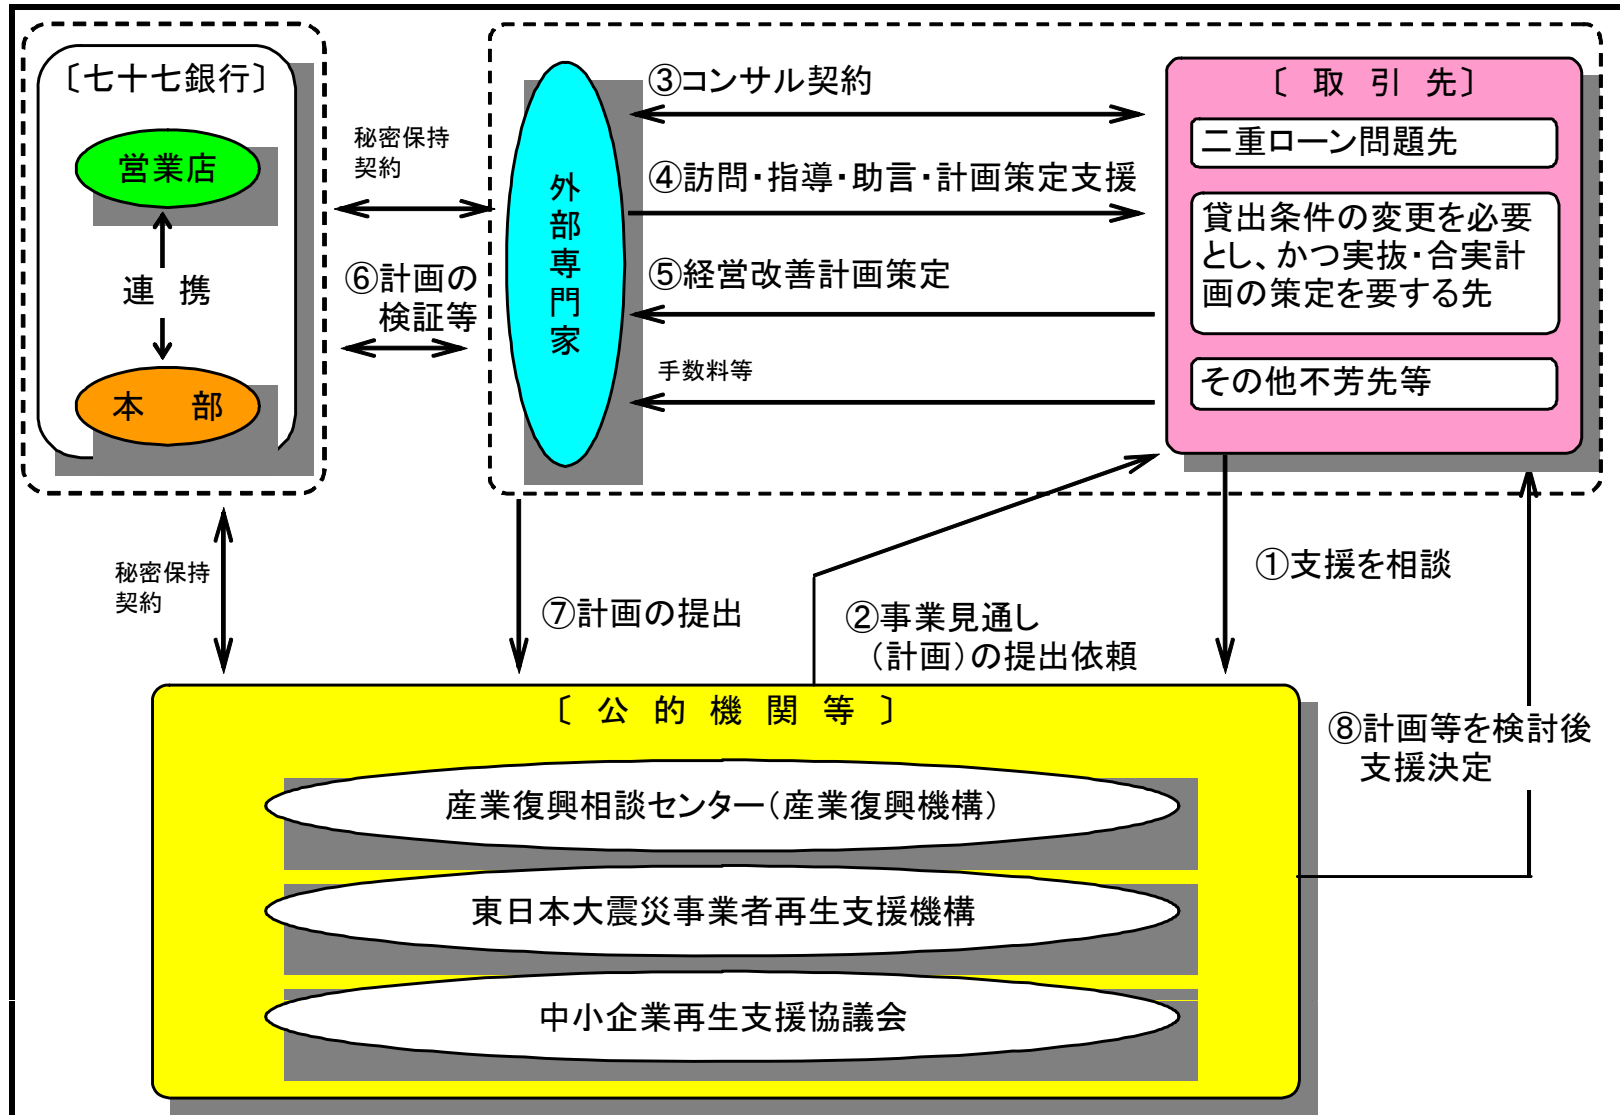 〔七十七銀行〕
営業店
連 携
本 部
秘密保持
契約
⑥計画の
検証等
外部専門家
③コンサル契約
④訪問・指導・助言・計画策定支援
⑤経営改善計画策定
手数料等
〔 取 引 先〕
二重ローン問題先
貸出条件の変更を必要
とし、かつ実抜・合実計
画の策定を要する先
その他不芳先等
秘密保持
契約
⑦計画の提出
②事業見通し
（計画）の提出依頼
①支援を相談
⑧計画等を検討後
支援決定
〔 公 的 機 関 等 〕
産業復興相談センター（産業復興機構）
東日本大震災事業者再生支援機構
中小企業再生支援協議会